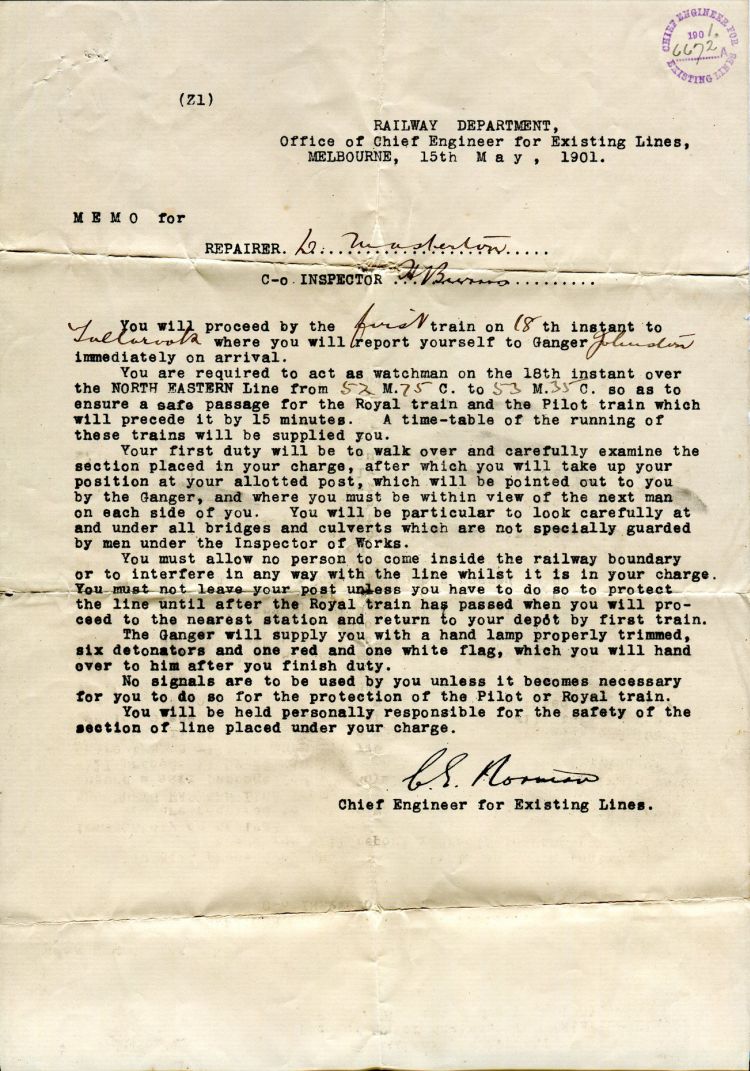 CHIEF ENGINEER FOR
1901.
6672 A
EXISTING LINES
(Z1)
RAILWAY DEPARTMENT,
Office of Chief Engineer for Existing Lines,
MELBOURNE, 15th May, 1901.
MEMO for
REPAIRER. D. Masterton
C-o INSPECTOR H Burrows
You will proceed by the first train on 18 th instant to
Tallarook where you will report yourself to Ganger Johnston
immediately on arrival.
You are required to act as watchman on the 18th instant over
the NORTH EASTERN Line from 52 M.75 C. to 53 M.35 C. so as to
ensure a safe passage for the Royal train and the Pilot train which
will precede it by 15 minutes. A time-table of the running of
these trains will be supplied you.
Your first duty will be to walk over and carefully examine the
section placed in your charge, after which you will take up your
position at your allotted post, which will be pointed out to you
by the Ganger, and where you must be within view of the next man
on each side of you. You will be particular to look carefully at
and under all bridges and culverts which are not specially guarded
by men under the Inspector of Works.
You must allow no person to come inside the railway boundary
or to interfere in any way with the line whilst it is in your charge.
You must not leave your post unless you have to do so to protect
the line until after the Royal train has passed when you will pro-
ceed to the nearest station and return to your depôt by first train.
The Ganger will supply you with a hand lamp properly trimmed,
six detonators and one red and one white flag, which you will hand
over to him after you finish duty.
No signals are to be used by you unless it becomes necessary
for you to do so for the protection of the Pilot or Royal train.
You will be held personally responsible for the safety of the
section of line placed under your charge.
C.E. Norman
Chief Engineer for Existing Lines.